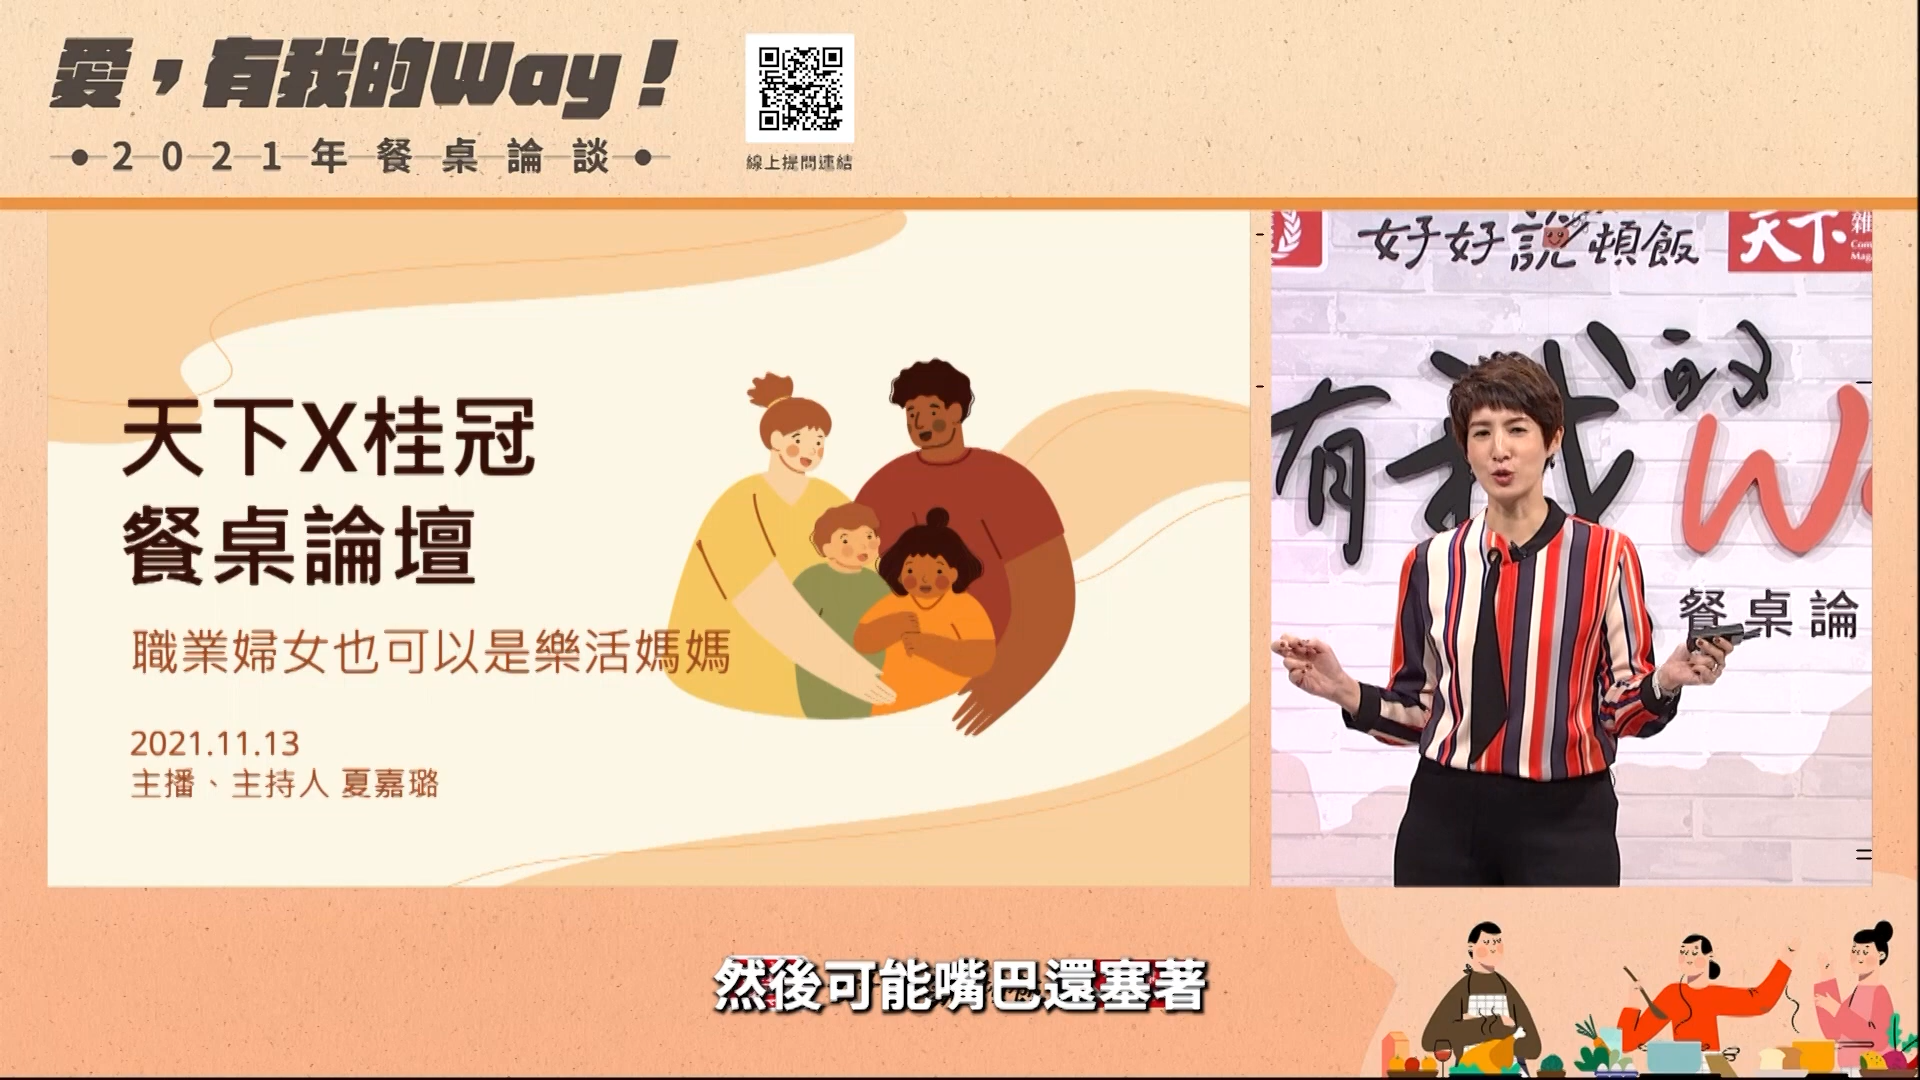 愛，有我的Way！
2021年餐桌論談
線上提問連結
天下X桂冠
餐桌論壇
職業婦女也可以是樂活媽媽
2021.11.13
主播、主持人 夏嘉璐
好好說頓飯
天下
有我的
餐桌論
然後可能嘴巴還塞著